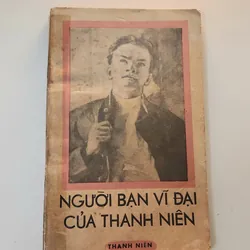 NGƯỜI BẠN VĨ ĐẠI
CỦA THANH NIÊN
THANH NIÊN